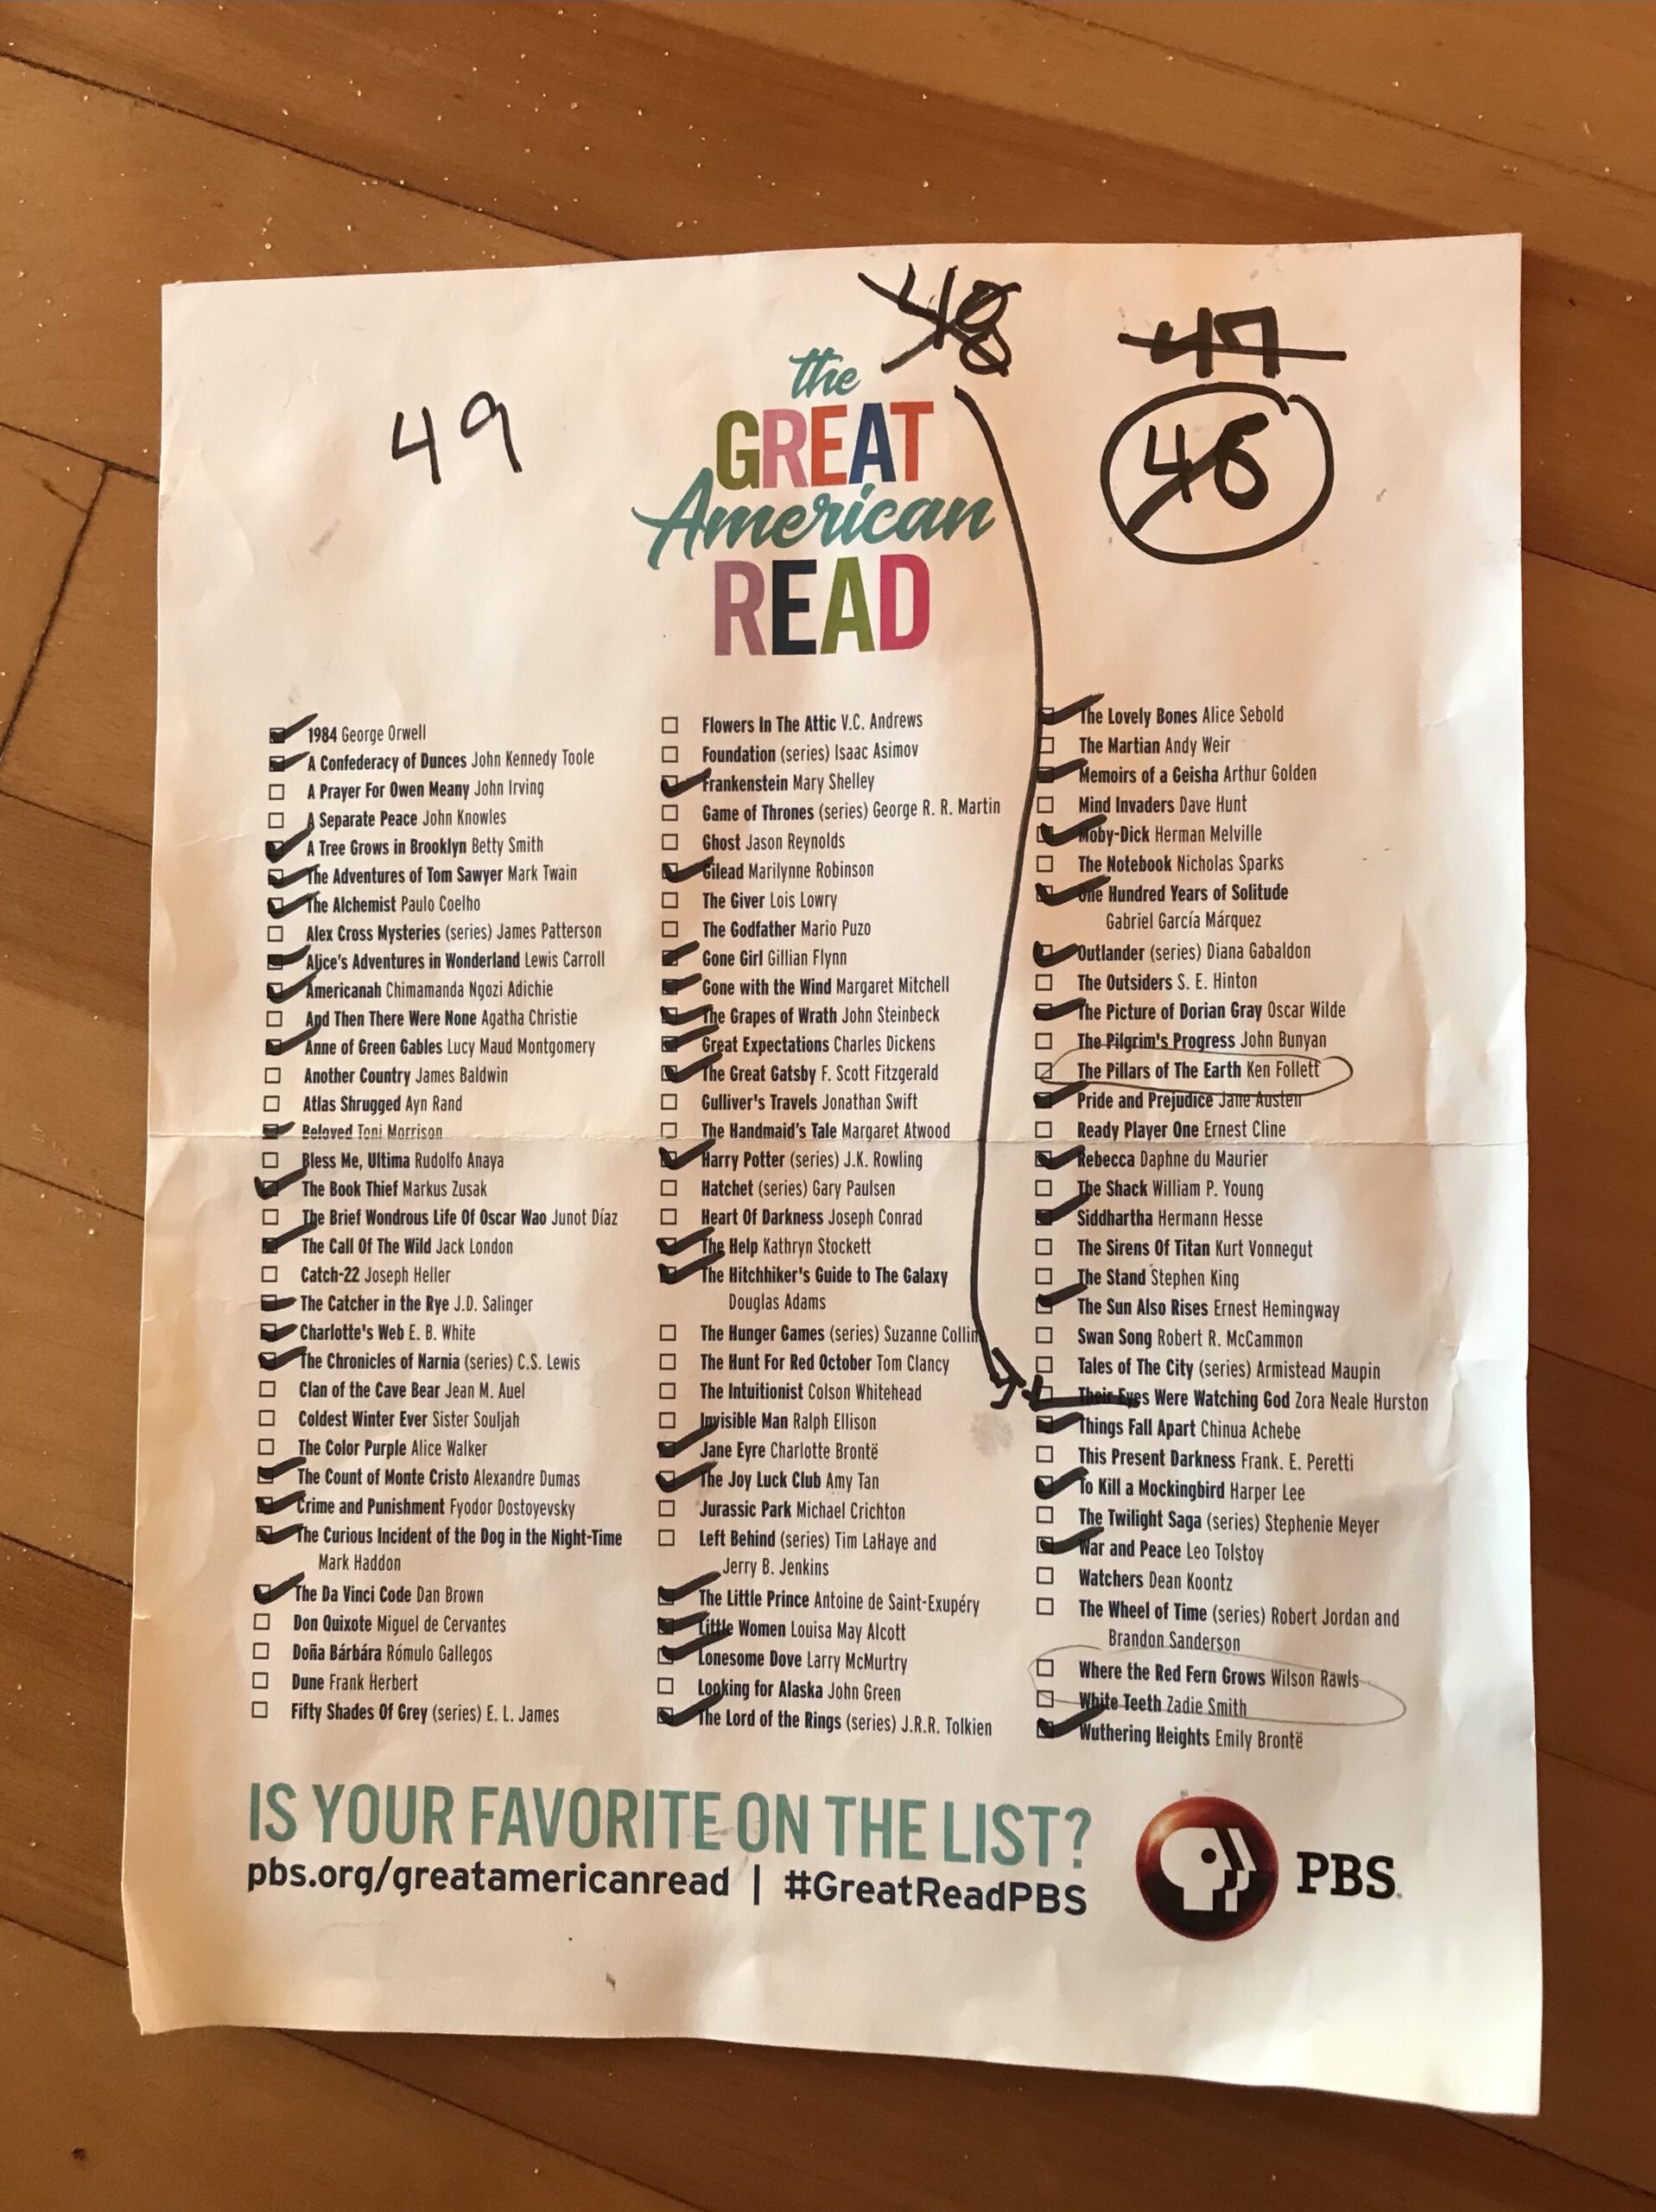 48
47
49
46
the
GREAT
American
READ
1984 George Orwell
A Confederacy of Dunces John Kennedy Toole
A Prayer For Owen Meany John Irving
A Separate Peace John Knowles
A Tree Grows in Brooklyn Betty Smith
The Adventures of Tom Sawyer Mark Twain
The Alchemist Paulo Coelho
Alex Cross Mysteries (series) James Patterson
Alice's Adventures in Wonderland Lewis Carroll
Americanah Chimamanda Ngozi Adichie
And Then There Were None Agatha Christie
Anne of Green Gables Lucy Maud Montgomery
Another Country James Baldwin
Atlas Shrugged Ayn Rand
Beloved Toni Morrison
Bless Me, Ultima Rudolfo Anaya
The Book Thief Markus Zusak
The Brief Wondrous Life Of Oscar Wao Junot Díaz
The Call Of The Wild Jack London
Catch-22 Joseph Heller
The Catcher in the Rye J.D. Salinger
Charlotte's Web E. B. White
The Chronicles of Narnia (series) C.S. Lewis
Clan of the Cave Bear Jean M. Auel
Coldest Winter Ever Sister Souljah
The Color Purple Alice Walker
The Count of Monte Cristo Alexandre Dumas
Crime and Punishment Fyodor Dostoyevsky
The Curious Incident of the Dog in the Night-Time
Mark Haddon
The Da Vinci Code Dan Brown
Don Quixote Miguel de Cervantes
Doña Bárbára Rómulo Gallegos
Dune Frank Herbert
Fifty Shades Of Grey (series) E. L. James
Flowers In The Attic V.C. Andrews
Foundation (series) Isaac Asimov
Frankenstein Mary Shelley
Game of Thrones (series) George R. R. Martin
Ghost Jason Reynolds
Gilead Marilynne Robinson
The Giver Lois Lowry
The Godfather Mario Puzo
Gone Girl Gillian Flynn
Gone with the Wind Margaret Mitchell
The Grapes of Wrath John Steinbeck
Great Expectations Charles Dickens
The Great Gatsby F. Scott Fitzgerald
Gulliver's Travels Jonathan Swift
The Handmaid's Tale Margaret Atwood
Harry Potter (series) J.K. Rowling
Hatchet (series) Gary Paulsen
Heart Of Darkness Joseph Conrad
The Help Kathryn Stockett
The Hitchhiker's Guide to The Galaxy
Douglas Adams
The Hunger Games (series) Suzanne Collins
The Hunt For Red October Tom Clancy
The Intuitionist Colson Whitehead
Invisible Man Ralph Ellison
Jane Eyre Charlotte Brontë
The Joy Luck Club Amy Tan
Jurassic Park Michael Crichton
Left Behind (series) Tim LaHaye and
Jerry B. Jenkins
The Little Prince Antoine de Saint-Exupéry
Little Women Louisa May Alcott
Lonesome Dove Larry McMurtry
Looking for Alaska John Green
The Lord of the Rings (series) J.R.R. Tolkien
The Lovely Bones Alice Sebold
The Martian Andy Weir
Memoirs of a Geisha Arthur Golden
Mind Invaders Dave Hunt
Moby-Dick Herman Melville
The Notebook Nicholas Sparks
One Hundred Years of Solitude
Gabriel García Márquez
Outlander (series) Diana Gabaldon
The Outsiders S. E. Hinton
The Picture of Dorian Gray Oscar Wilde
The Pilgrim's Progress John Bunyan
The Pillars of The Earth Ken Follett
Pride and Prejudice Jane Austen
Ready Player One Ernest Cline
Rebecca Daphne du Maurier
The Shack William P. Young
Siddhartha Hermann Hesse
The Sirens Of Titan Kurt Vonnegut
The Stand Stephen King
The Sun Also Rises Ernest Hemingway
Swan Song Robert R. McCammon
Tales of The City (series) Armistead Maupin
Their Eyes Were Watching God Zora Neale Hurston
Things Fall Apart Chinua Achebe
This Present Darkness Frank. E. Peretti
To Kill a Mockingbird Harper Lee
The Twilight Saga (series) Stephenie Meyer
War and Peace Leo Tolstoy
Watchers Dean Koontz
The Wheel of Time (series) Robert Jordan and
Brandon Sanderson
Where the Red Fern Grows Wilson Rawls
White Teeth Zadie Smith
Wuthering Heights Emily Brontë
IS YOUR FAVORITE ON THE LIST?
pbs.org/greatamericanread | #GreatReadPBS
PBS